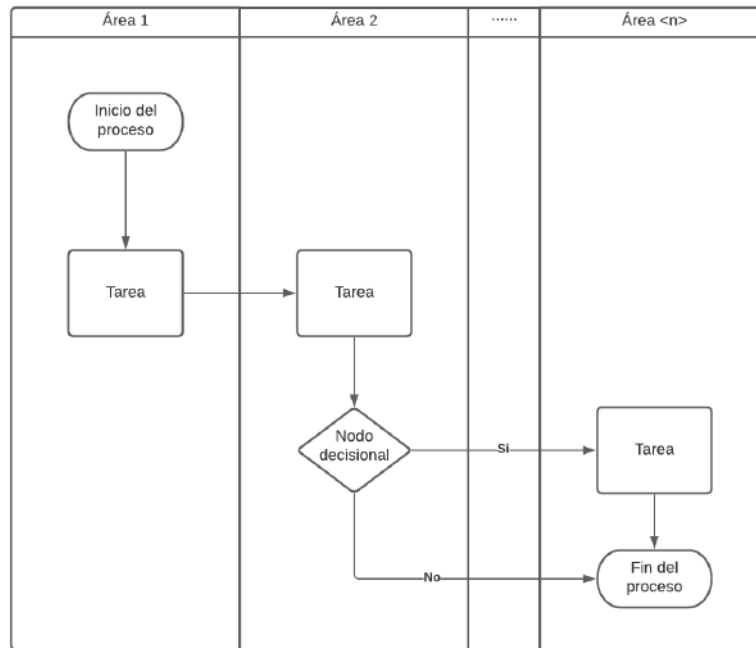 Área 1
Área 2
......
Área <n>
Inicio del
proceso
Tarea
Tarea
Nodo
decisional
Si
Tarea
No
Fin del
proceso